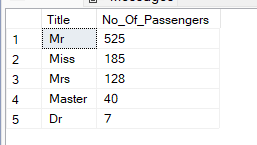 Title No_Of_Passengers
1 Mr 525
2 Miss 185
3 Mrs 128
4 Master 40
5 Dr 7